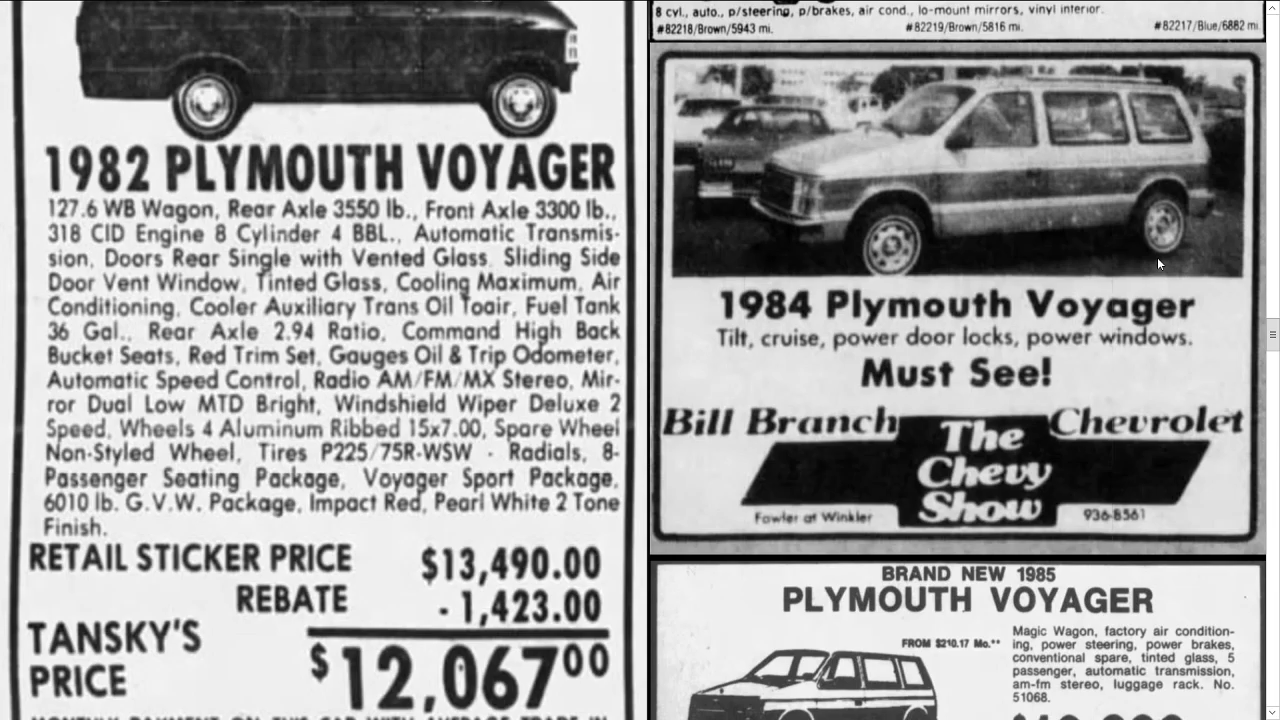 1982 PLYMOUTH VOYAGER
127.6 WB Wagon, Rear Axle 3550 lb., Front Axle 3300 lb.,
318 CID Engine 8 Cylinder 4 BBL., Automatic Transmis-
sion, Doors Rear Single with Vented Glass, Sliding Side
Door Vent Window, Tinted Glass, Cooling Maximum, Air
Conditioning, Cooler Auxiliary Trans Oil Toair, Fuel Tank
36 Gal., Rear Axle 2.94 Ratio, Command High Back
Bucket Seats, Red Trim Set, Gauges Oil & Trip Odometer,
Automatic Speed Control, Radio AM/FM/MX Stereo, Mir-
ror Dual Low MTD Bright, Windshield Wiper Deluxe 2
Speed, Wheels 4 Aluminum Ribbed 15x7.00, Spare Wheel
Non-Styled Wheel, Tires P225/75R-WSW - Radials, 8-
Passenger Seating Package, Voyager Sport Package,
6010 lb. G.V.W. Package, Impact Red, Pearl White 2 Tone
Finish.
RETAIL STICKER PRICE $13,490.00
REBATE - 1,423.00
TANSKY'S
PRICE $12,067.00
MONTHLY PAYMENT ON THIS CAR WITH AVERAGE TRADE IN
8 cyl., auto., p/steering, p/brakes, air cond., lo-mount mirrors, vinyl interior.
#82218/Brown/5943 mi. #82219/Brown/5816 mi. #82217/Blue/6882 mi.
1984 Plymouth Voyager
Tilt, cruise, power door locks, power windows.
Must See!
Bill Branch Chevrolet
The
Chevy
Show
Fowler at Winkler 936-8561
BRAND NEW 1985
PLYMOUTH VOYAGER
FROM $210.17 Mo.**
Magic Wagon, factory air condition-
ing, power steering, power brakes,
conventional spare, tinted glass, 5
passenger, automatic transmission,
am-fm stereo, luggage rack. No.
51068.